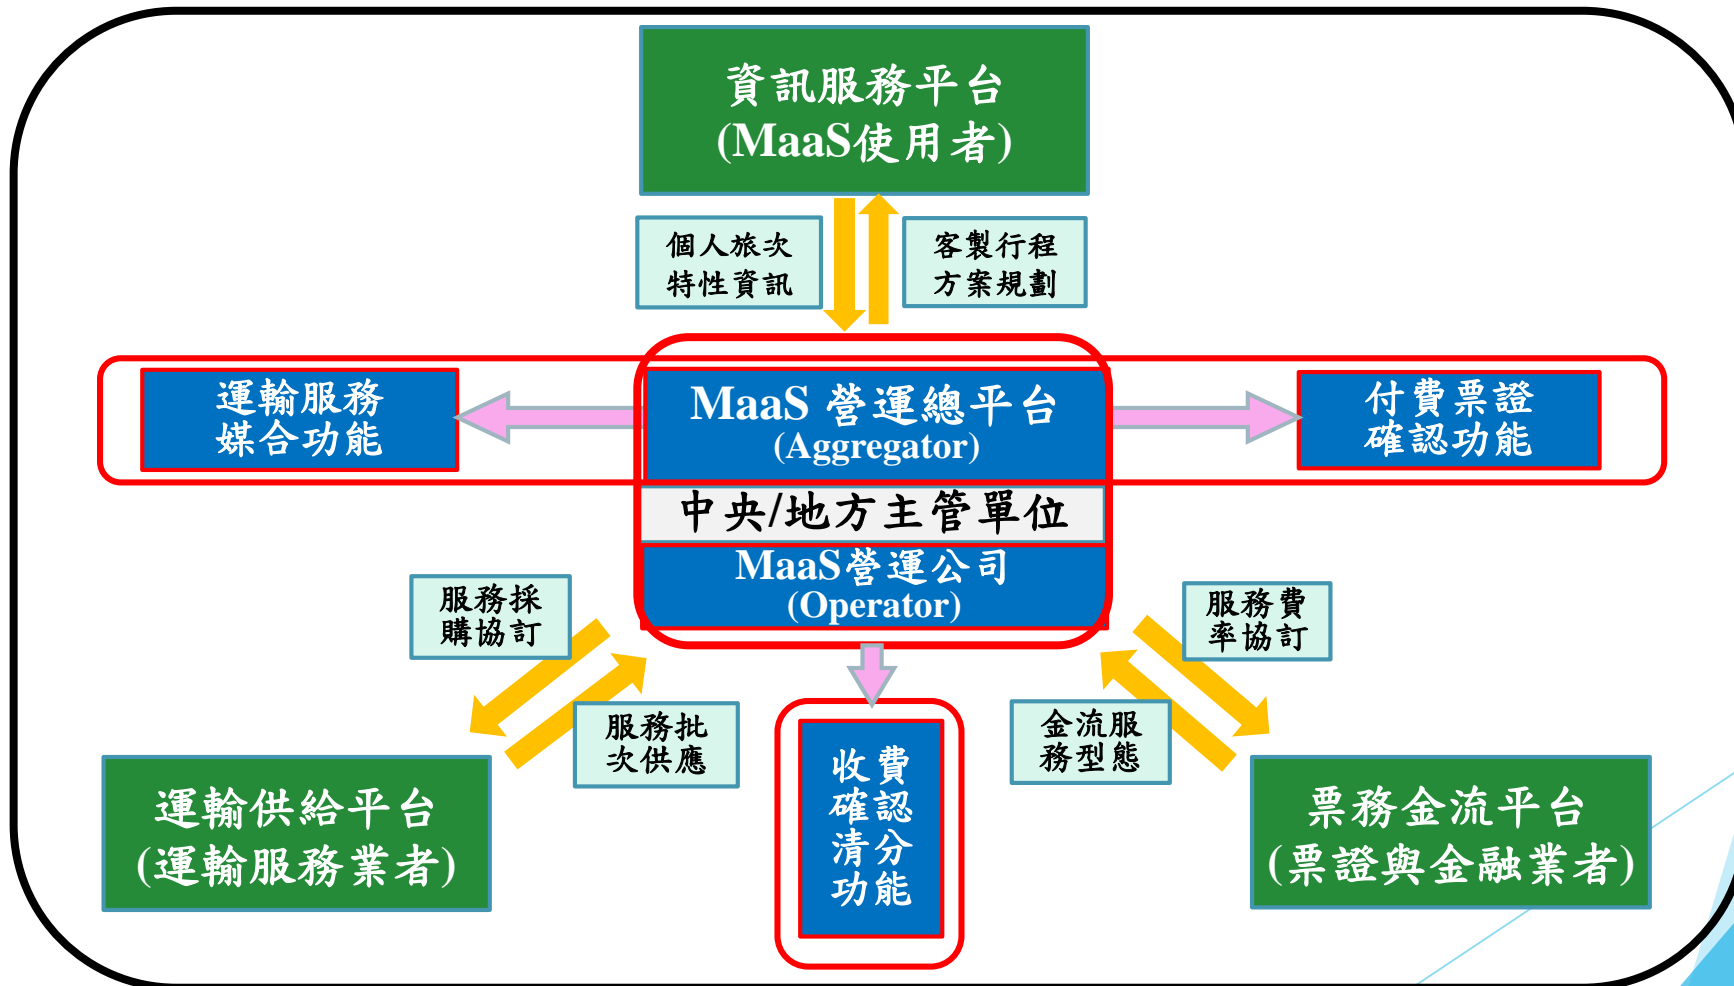 資訊服務平台
(MaaS使用者)
個人旅次
特性資訊
客製行程
方案規劃
運輸服務
媒合功能
MaaS 營運總平台
(Aggregator)
付費票證
確認功能
中央/地方主管單位
MaaS營運公司
(Operator)
服務採
購協訂
服務費
率協訂
服務批
次供應
金流服
務型態
運輸供給平台
(運輸服務業者)
收費
確認
清分
功能
票務金流平台
(票證與金融業者)